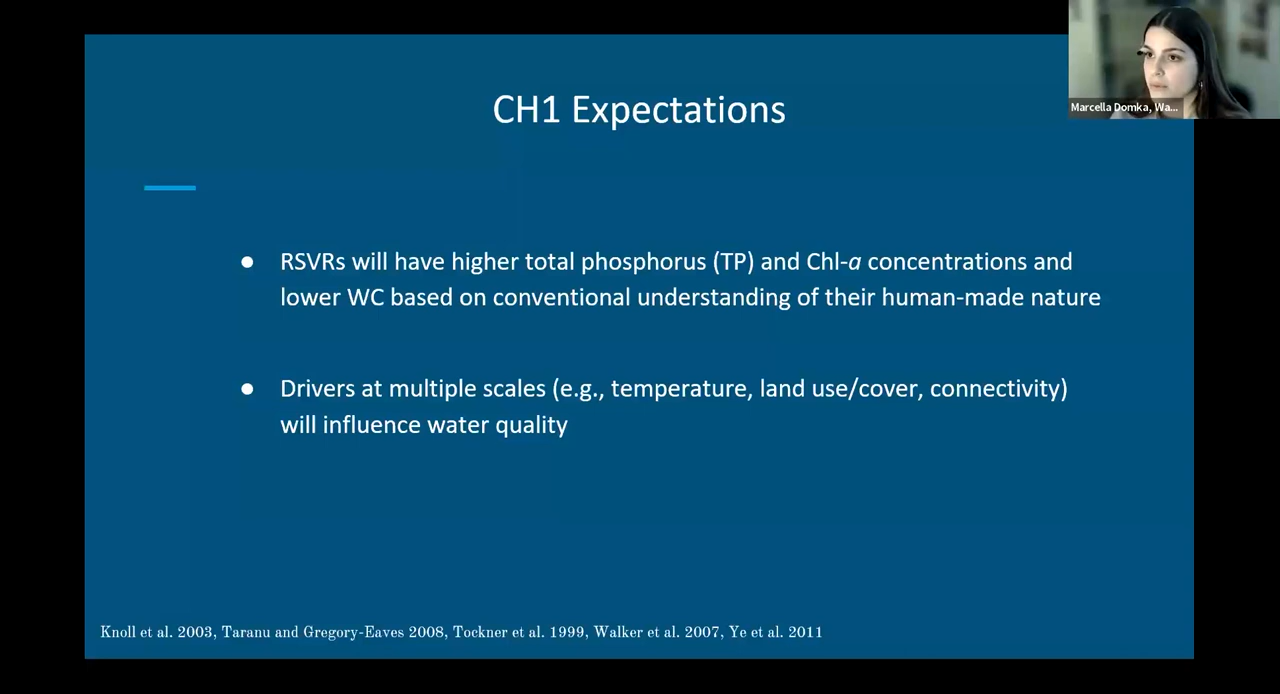 CH1 Expectations
Marcella Domka, Wa...
● RSVRs will have higher total phosphorus (TP) and Chl-a concentrations and
lower WC based on conventional understanding of their human-made nature
● Drivers at multiple scales (e.g., temperature, land use/cover, connectivity)
will influence water quality
Knoll et al. 2003, Taranu and Gregory-Eaves 2008, Tockner et al. 1999, Walker et al. 2007, Ye et al. 2011